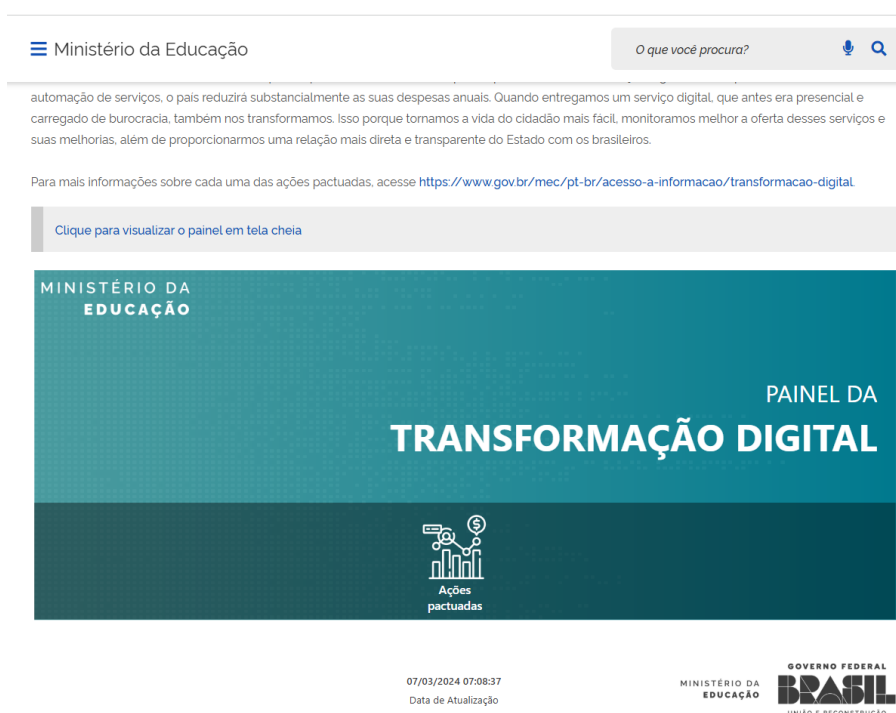 Ministério da Educação
O que você procura?
automação de serviços, o país reduzirá substancialmente as suas despesas anuais. Quando entregamos um serviço digital, que antes era presencial e
carregado de burocracia, também nos transformamos. Isso porque tornamos a vida do cidadão mais fácil, monitoramos melhor a oferta desses serviços e
suas melhorias, além de proporcionarmos uma relação mais direta e transparente do Estado com os brasileiros.
Para mais informações sobre cada uma das ações pactuadas, acesse https://www.gov.br/mec/pt-br/acesso-a-informacao/transformacao-digital.
Clique para visualizar o painel em tela cheia
MINISTÉRIO DA
EDUCAÇÃO
PAINEL DA
TRANSFORMAÇÃO DIGITAL
Ações
pactuadas
07/03/2024 07:08:37
Data de Atualização
MINISTÉRIO DA
EDUCAÇÃO
GOVERNO FEDERAL
BRASIL
UNIÃO E RECONSTRUÇÃO